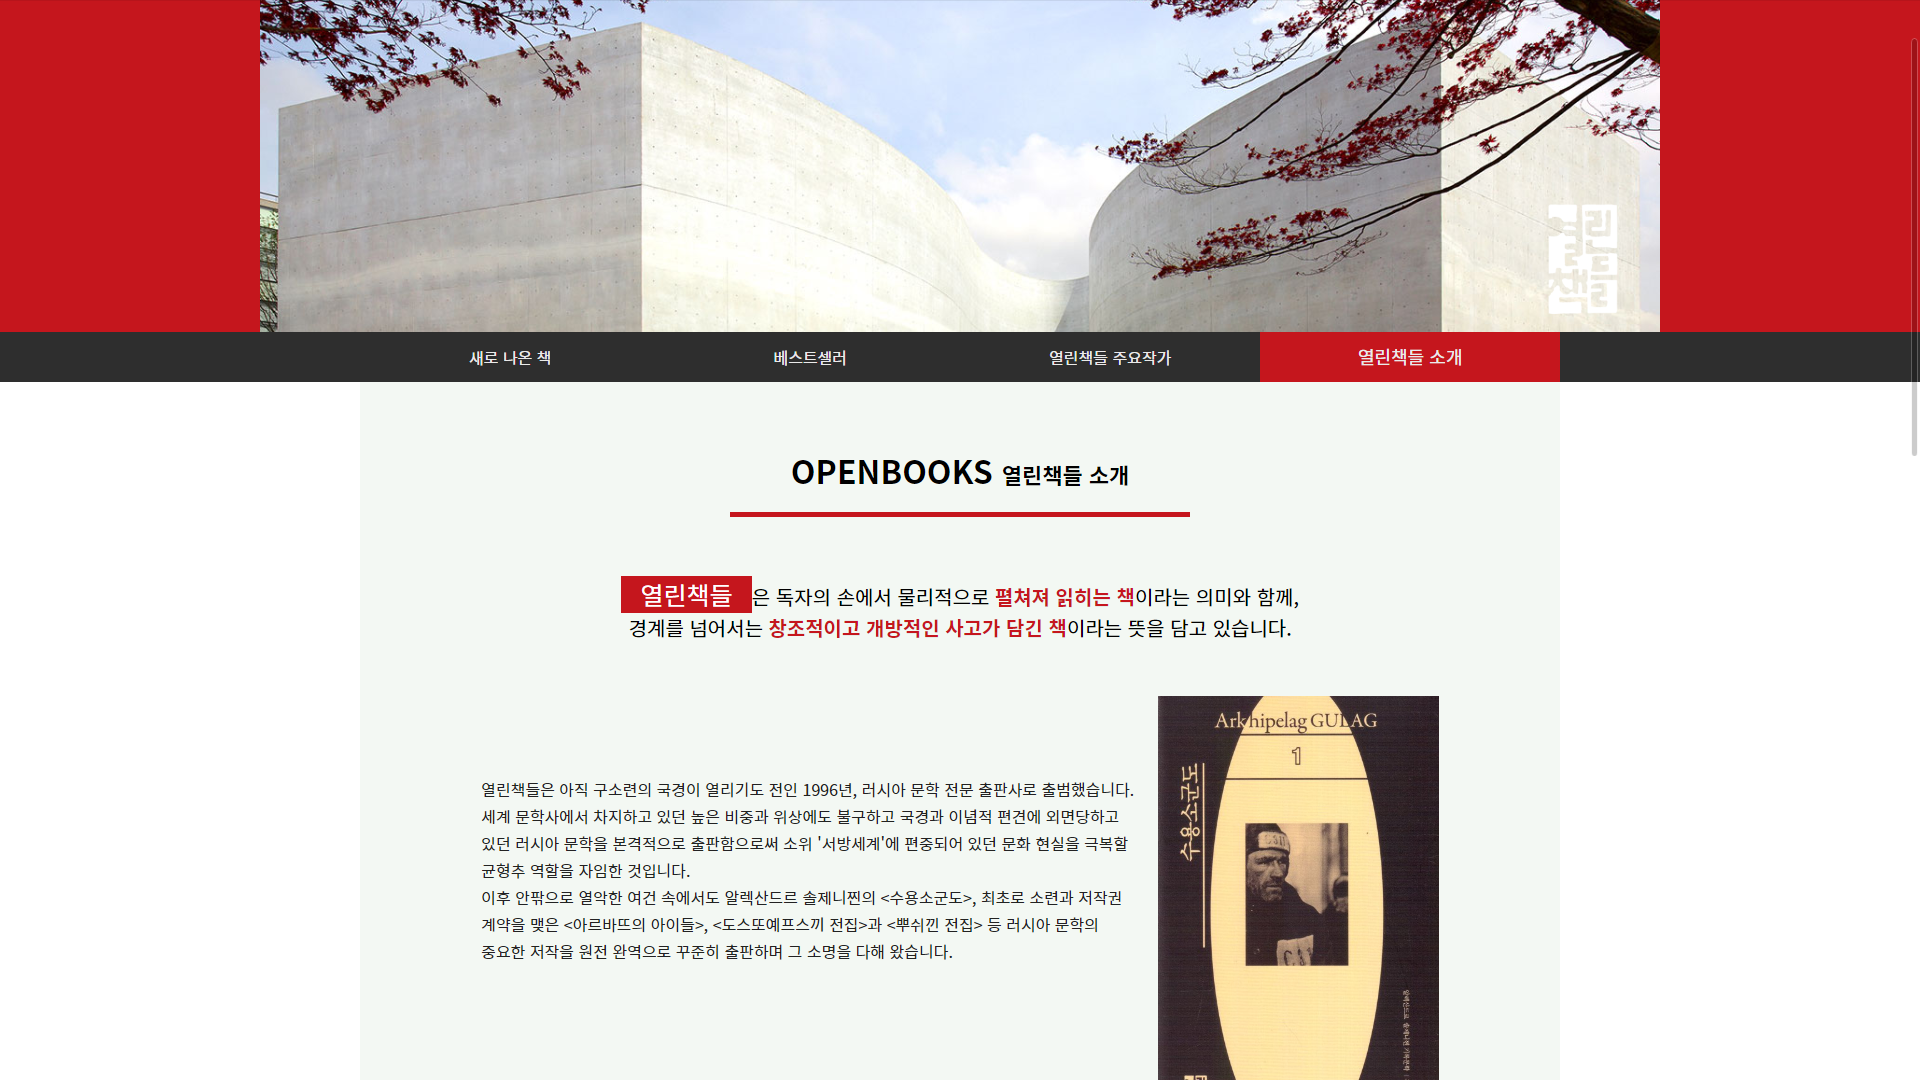 열린책들
새로 나온 책
베스트셀러
열린책들 주요작가
열린책들 소개
OPENBOOKS 열린책들 소개
열린책들은 독자의 손에서 물리적으로 펼쳐져 읽히는 책이라는 의미와 함께,
경계를 넘어서는 창조적이고 개방적인 사고가 담긴 책이라는 뜻을 담고 있습니다.
열린책들은 아직 구소련의 국경이 열리기도 전인 1996년, 러시아 문학 전문 출판사로 출범했습니다.
세계 문학사에서 차지하고 있던 높은 비중과 위상에도 불구하고 국경과 이념적 편견에 외면당하고
있던 러시아 문학을 본격적으로 출판함으로써 소위 '서방세계'에 편중되어 있던 문화 현실을 극복할
균형추 역할을 자임한 것입니다.
이후 안팎으로 열악한 여건 속에서도 알렉산드르 솔제니찐의 <수용소군도>, 최초로 소련과 저작권
계약을 맺은 <아르바뜨의 아이들>, <도스또예프스끼 전집>과 <뿌쉬낀 전집> 등 러시아 문학의
중요한 저작을 원전 완역으로 꾸준히 출판하며 그 소명을 다해 왔습니다.
Arkhipelag GULAG
1
수용소군도